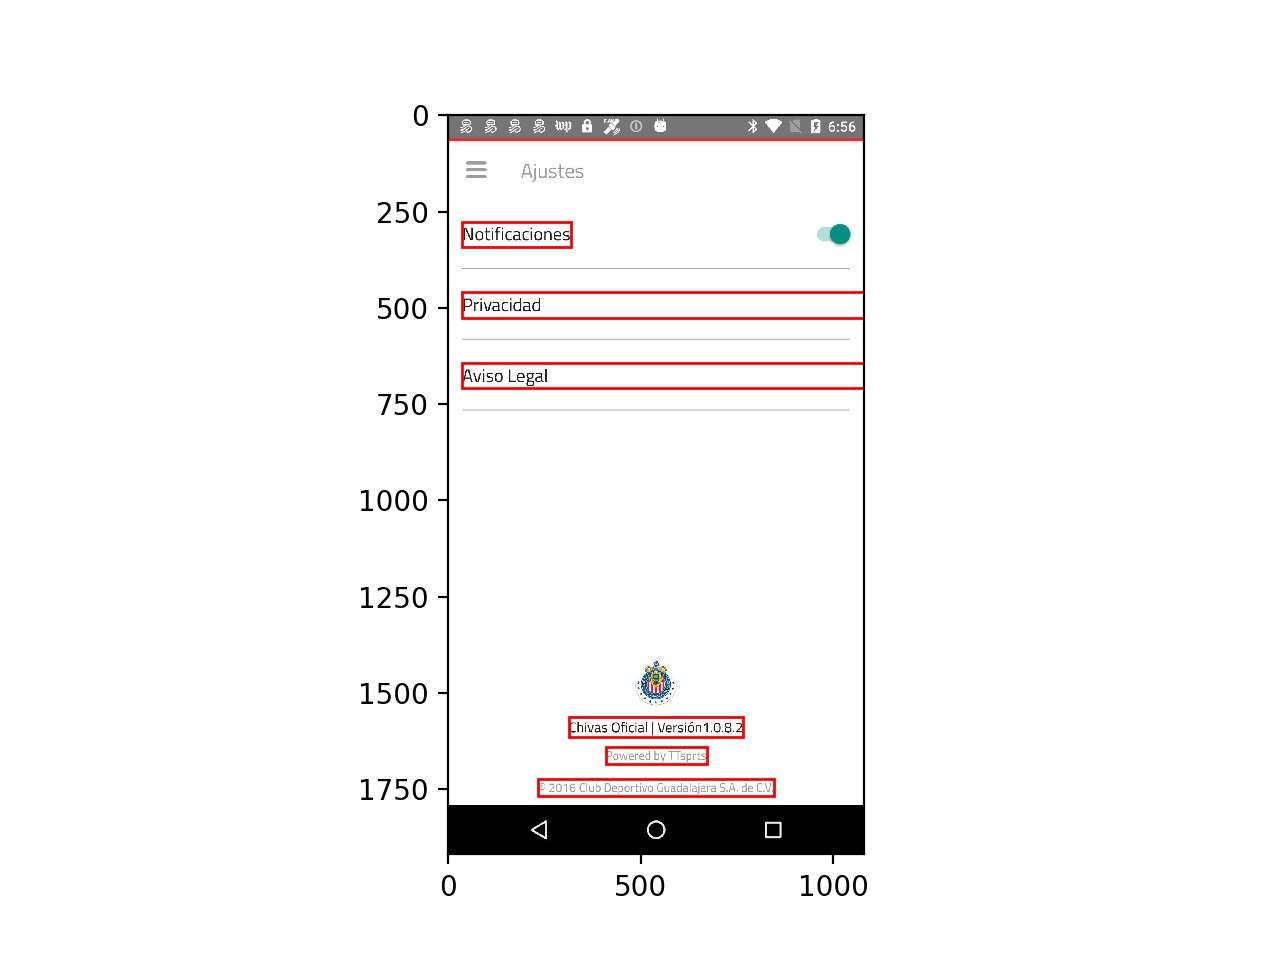 0
6:56
Ajustes
250
Notificaciones
500
Privacidad
Aviso Legal
750
1000
1250
1500
Chivas Oficial | Versión1.0.8.2
Powered by TTsprts
© 2016 Club Deportivo Guadalajara S.A. de C.V.
1750
0
500
1000